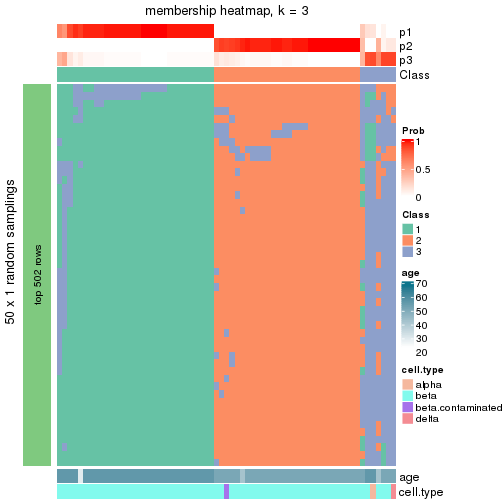 membership heatmap, k = 3
p1
p2
p3
Class
50 x 1 random samplings
top 502 rows
Prob
1
0.5
0
Class
1
2
3
age
70
60
50
40
30
20
cell.type
alpha
beta
beta.contaminated
delta
age
cell.type